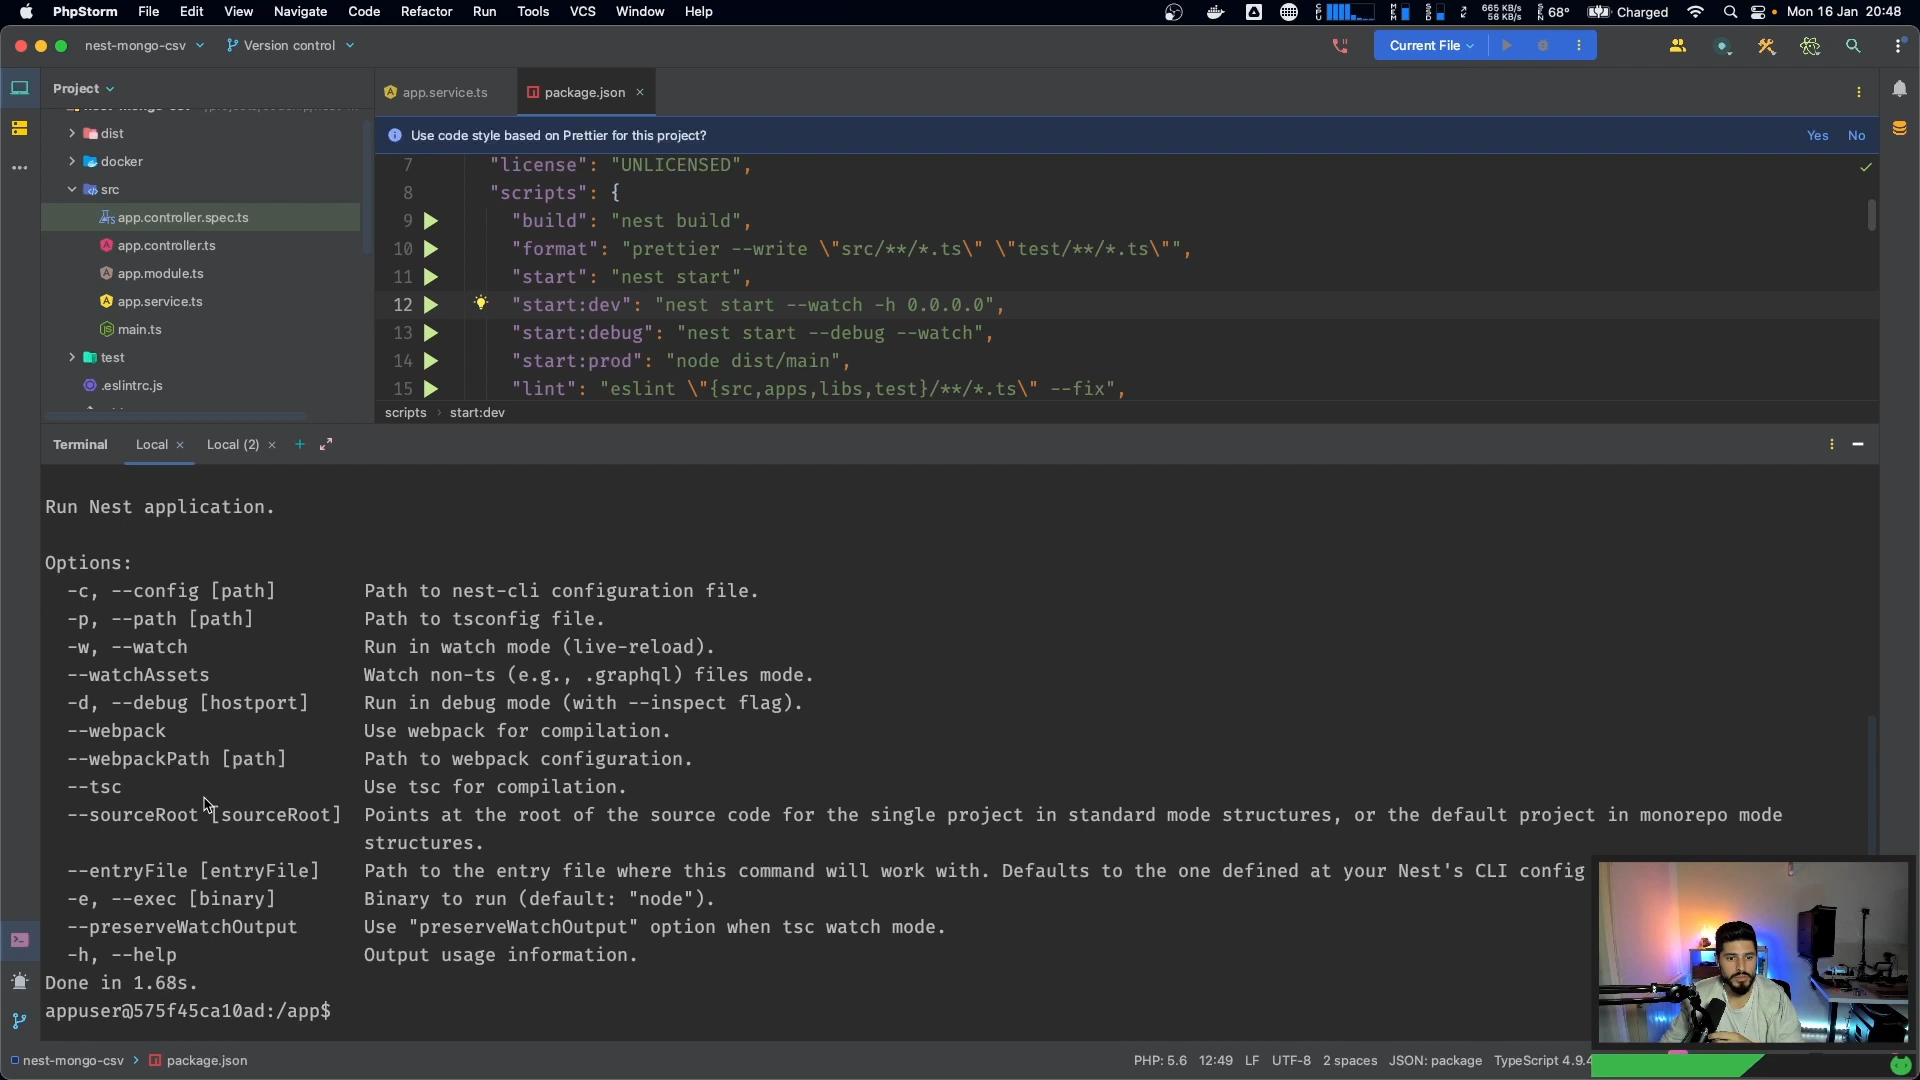 PhpStorm File Edit View Navigate Code Refactor Run Tools VCS Window Help
665 KB/s
58 KB/s
68° Charged Mon 16 Jan 20:48
nest-mongo-csv Version control Current File
Project app.service.ts package.json
Use code style based on Prettier for this project? Yes No
dist
docker
src
app.controller.spec.ts
app.controller.ts
app.module.ts
app.service.ts
main.ts
test
.eslintrc.js
7 "license": "UNLICENSED",
8 "scripts": {
9 "build": "nest build",
10 "format": "prettier --write \"src/**/*.ts\" \"test/**/*.ts\"",
11 "start": "nest start",
12 "start:dev": "nest start --watch -h 0.0.0.0",
13 "start:debug": "nest start --debug --watch",
14 "start:prod": "node dist/main",
15 "lint": "eslint \"{src,apps,libs,test}/**/*.ts\" --fix",
scripts › start:dev
Terminal Local × Local (2) × +
Run Nest application.
Options:
-c, --config [path] Path to nest-cli configuration file.
-p, --path [path] Path to tsconfig file.
-w, --watch Run in watch mode (live-reload).
--watchAssets Watch non-ts (e.g., .graphql) files mode.
-d, --debug [hostport] Run in debug mode (with --inspect flag).
--webpack Use webpack for compilation.
--webpackPath [path] Path to webpack configuration.
--tsc Use tsc for compilation.
--sourceRoot [sourceRoot] Points at the root of the source code for the single project in standard mode structures, or the default project in monorepo mode
structures.
--entryFile [entryFile] Path to the entry file where this command will work with. Defaults to the one defined at your Nest's CLI config
-e, --exec [binary] Binary to run (default: "node").
--preserveWatchOutput Use "preserveWatchOutput" option when tsc watch mode.
-h, --help Output usage information.
Done in 1.68s.
appuser@575f45ca10ad:/app$
nest-mongo-csv › package.json PHP: 5.6 12:49 LF UTF-8 2 spaces JSON: package TypeScript 4.9.4